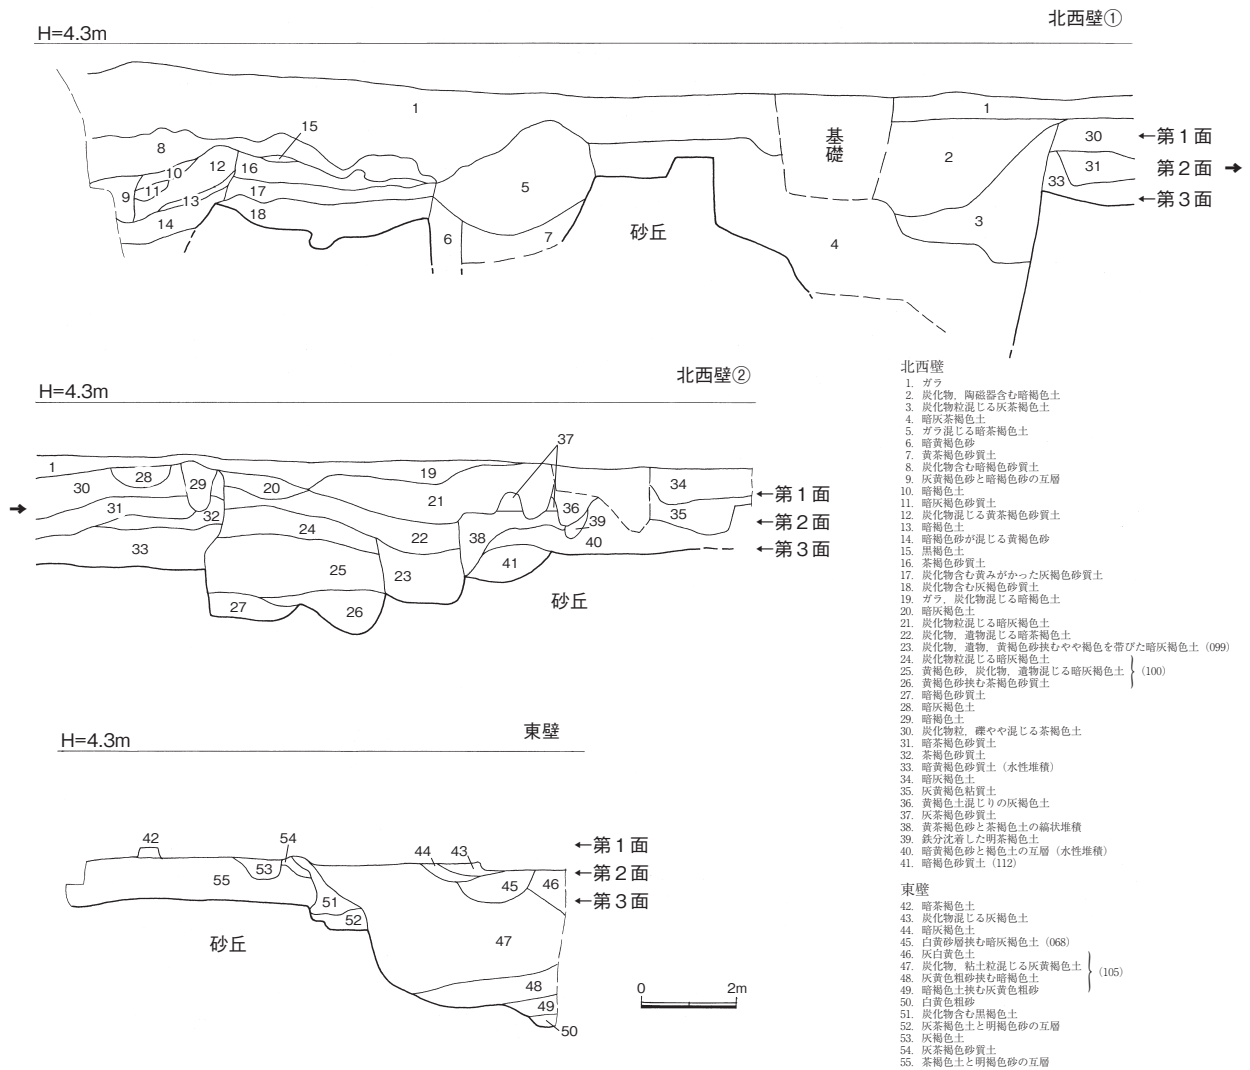 北西壁①
H=4.3m
1
1
15
基礎
30
←第1面
8
2
10
12
16
31
第2面→
5
33
11
17
9
13
←第3面
18
14
3
6
7
砂丘
4
北西壁②
H=4.3m
37
1
19
28
29
34
30
20
←第1面
21
31
36
35
32
39
←第2面
24
22
38
40
33
←第3面
41
25
23
27
26
砂丘
東壁
H=4.3m
42
54
←第1面
44
43
53
←第2面
55
45
46
51
←第3面
52
砂丘
47
48
49
50
0
2m
北西壁
1. ガラ
2. 炭化物，陶磁器含む暗褐色土
3. 炭化物粒混じる灰茶褐色土
4. 暗灰茶褐色土
5. ガラ混じる暗茶褐色土
6. 暗黄褐色砂
7. 黄茶褐色砂質土
8. 炭化物含む暗褐色砂質土
9. 灰黄褐色砂と暗褐色砂の互層
10. 暗褐色土
11. 暗灰褐色砂質土
12. 炭化物混じる黄茶褐色砂質土
13. 暗褐色土
14. 暗褐色砂が混じる黄褐色砂
15. 黒褐色土
16. 茶褐色砂質土
17. 炭化物含む黄みがかった灰褐色砂質土
18. 炭化物含む灰褐色砂質土
19. ガラ，炭化物混じる暗褐色土
20. 暗灰褐色土
21. 炭化物粒混じる暗灰褐色土
22. 炭化物，遺物混じる暗茶褐色土
23. 炭化物，遺物，黄褐色砂挟むやや褐色を帯びた暗灰褐色土（099）
24. 炭化物粒混じる暗灰褐色土
25. 黄褐色砂，炭化物，遺物混じる暗灰褐色土（100）
26. 黄褐色砂挟む茶褐色砂質土
27. 暗褐色砂質土
28. 暗灰褐色土
29. 暗褐色土
30. 炭化物粒，礫やや混じる茶褐色土
31. 暗茶褐色砂質土
32. 茶褐色砂質土
33. 暗黄褐色砂質土（水性堆積）
34. 暗灰褐色土
35. 灰黄褐色粘質土
36. 黄褐色土混じりの灰褐色土
37. 灰茶褐色砂質土
38. 黄茶褐色砂と茶褐色土の縞状堆積
39. 鉄分沈着した明茶褐色土
40. 暗黄褐色砂と褐色土の互層（水性堆積）
41. 暗褐色砂質土（112）
東壁
42. 暗茶褐色土
43. 炭化物混じる灰褐色土
44. 暗灰褐色土
45. 白黄砂層挟む暗灰褐色土（068）
46. 灰白黄色土
47. 炭化物，粘土粒混じる灰黄褐色土（105）
48. 灰黄色粗砂挟む暗褐色土
49. 暗褐色土挟む灰黄色粗砂
50. 白黄色粗砂
51. 炭化物含む黒褐色土
52. 灰茶褐色土と明褐色砂の互層
53. 灰褐色土
54. 灰茶褐色砂質土
55. 茶褐色土と明褐色砂の互層